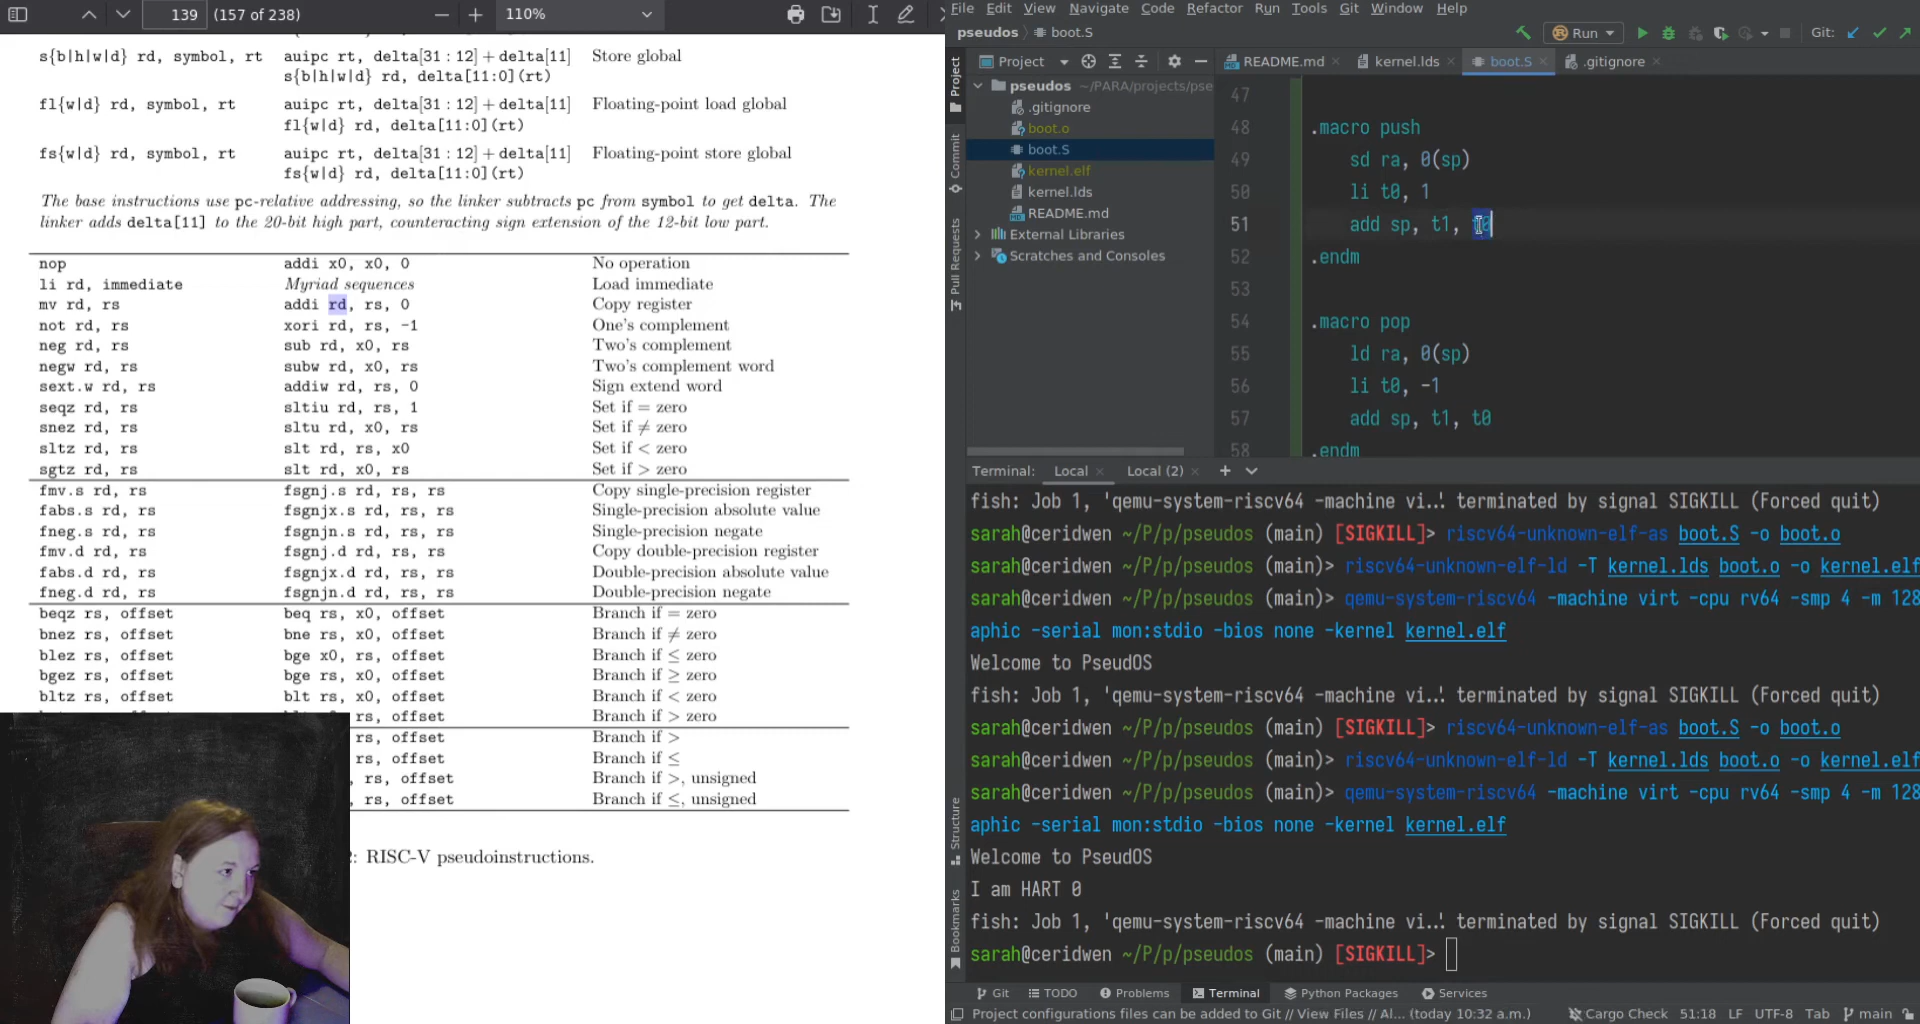 139 (157 of 238) 110%
s{b|h|w|d} rd, symbol, rt auipc rt, delta[31 : 12] + delta[11] Store global
s{b|h|w|d} rd, delta[11:0](rt)
fl{w|d} rd, symbol, rt auipc rt, delta[31 : 12] + delta[11] Floating-point load global
fl{w|d} rd, delta[11:0](rt)
fs{w|d} rd, symbol, rt auipc rt, delta[31 : 12] + delta[11] Floating-point store global
fs{w|d} rd, delta[11:0](rt)
The base instructions use pc-relative addressing, so the linker subtracts pc from symbol to get delta. The
linker adds delta[11] to the 20-bit high part, counteracting sign extension of the 12-bit low part.
nop addi x0, x0, 0 No operation
li rd, immediate Myriad sequences Load immediate
mv rd, rs addi rd, rs, 0 Copy register
not rd, rs xori rd, rs, -1 One's complement
neg rd, rs sub rd, x0, rs Two's complement
negw rd, rs subw rd, x0, rs Two's complement word
sext.w rd, rs addiw rd, rs, 0 Sign extend word
seqz rd, rs sltiu rd, rs, 1 Set if = zero
snez rd, rs sltu rd, x0, rs Set if ≠ zero
sltz rd, rs slt rd, rs, x0 Set if < zero
sgtz rd, rs slt rd, x0, rs Set if > zero
fmv.s rd, rs fsgnj.s rd, rs, rs Copy single-precision register
fabs.s rd, rs fsgnjx.s rd, rs, rs Single-precision absolute value
fneg.s rd, rs fsgnjn.s rd, rs, rs Single-precision negate
fmv.d rd, rs fsgnj.d rd, rs, rs Copy double-precision register
fabs.d rd, rs fsgnjx.d rd, rs, rs Double-precision absolute value
fneg.d rd, rs fsgnjn.d rd, rs, rs Double-precision negate
beqz rs, offset beq rs, x0, offset Branch if = zero
bnez rs, offset bne rs, x0, offset Branch if ≠ zero
blez rs, offset bge x0, rs, offset Branch if ≤ zero
bgez rs, offset bge rs, x0, offset Branch if ≥ zero
bltz rs, offset blt rs, x0, offset Branch if < zero
rs, offset Branch if > zero
rs, offset Branch if >
rs, offset Branch if ≤
, rs, offset Branch if >, unsigned
, rs, offset Branch if ≤, unsigned
: RISC-V pseudoinstructions.
File Edit View Navigate Code Refactor Run Tools Git Window Help
pseudos boot.S Run Git:
Project README.md kernel.lds boot.S .gitignore
Project
Commit
Pull Requests
pseudos ~/PARA/projects/pse
.gitignore
boot.o
boot.S
kernel.elf
kernel.lds
README.md
External Libraries
Scratches and Consoles
47
48 .macro push
49 sd ra, 0(sp)
50 li t0, 1
51 add sp, t1, t0
52 .endm
53
54 .macro pop
55 ld ra, 0(sp)
56 li t0, -1
57 add sp, t1, t0
58 .endm
Terminal: Local Local (2)
fish: Job 1, 'qemu-system-riscv64 -machine vi…' terminated by signal SIGKILL (Forced quit)
sarah@ceridwen ~/P/p/pseudos (main) [SIGKILL]> riscv64-unknown-elf-as boot.S -o boot.o
sarah@ceridwen ~/P/p/pseudos (main)> riscv64-unknown-elf-ld -T kernel.lds boot.o -o kernel.elf
sarah@ceridwen ~/P/p/pseudos (main)> qemu-system-riscv64 -machine virt -cpu rv64 -smp 4 -m 128
aphic -serial mon:stdio -bios none -kernel kernel.elf
Welcome to PseudOS
fish: Job 1, 'qemu-system-riscv64 -machine vi…' terminated by signal SIGKILL (Forced quit)
sarah@ceridwen ~/P/p/pseudos (main) [SIGKILL]> riscv64-unknown-elf-as boot.S -o boot.o
sarah@ceridwen ~/P/p/pseudos (main)> riscv64-unknown-elf-ld -T kernel.lds boot.o -o kernel.elf
sarah@ceridwen ~/P/p/pseudos (main)> qemu-system-riscv64 -machine virt -cpu rv64 -smp 4 -m 128
aphic -serial mon:stdio -bios none -kernel kernel.elf
Welcome to PseudOS
I am HART 0
fish: Job 1, 'qemu-system-riscv64 -machine vi…' terminated by signal SIGKILL (Forced quit)
sarah@ceridwen ~/P/p/pseudos (main) [SIGKILL]>
Structure
Bookmarks
Git TODO Problems Terminal Python Packages Services
Project configurations files can be added to Git // View Files // Al... (today 10:32 a.m.) Cargo Check 51:18 LF UTF-8 Tab main